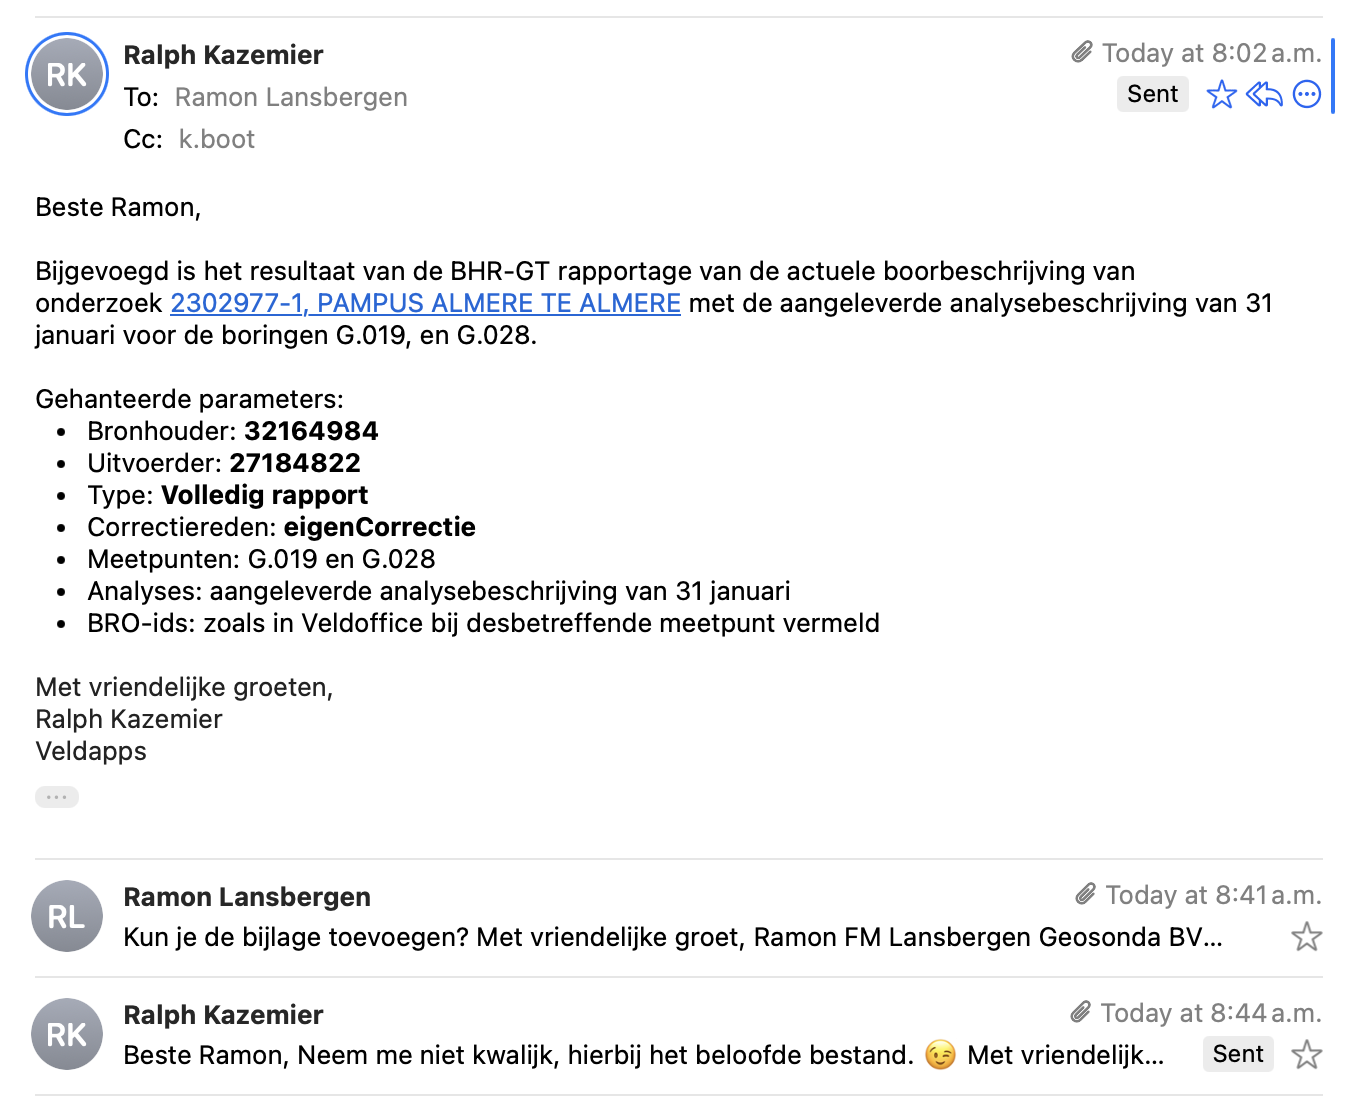 RK
Ralph Kazemier
Today at 8:02 a.m.
To: Ramon Lansbergen
Sent
Cc: k.boot
Beste Ramon,
Bijgevoegd is het resultaat van de BHR-GT rapportage van de actuele boorbeschrijving van
onderzoek 2302977-1, PAMPUS ALMERE TE ALMERE met de aangeleverde analysebeschrijving van 31
januari voor de boringen G.019, en G.028.
Gehanteerde parameters:
• Bronhouder: 32164984
• Uitvoerder: 27184822
• Type: Volledig rapport
• Correctiereden: eigenCorrectie
• Meetpunten: G.019 en G.028
• Analyses: aangeleverde analysebeschrijving van 31 januari
• BRO-ids: zoals in Veldoffice bij desbetreffende meetpunt vermeld
Met vriendelijke groeten,
Ralph Kazemier
Veldapps
RL
Ramon Lansbergen
Today at 8:41 a.m.
Kun je de bijlage toevoegen? Met vriendelijke groet, Ramon FM Lansbergen Geosonda BV...
RK
Ralph Kazemier
Today at 8:44 a.m.
Beste Ramon, Neem me niet kwalijk, hierbij het beloofde bestand. 😉 Met vriendelijk...
Sent